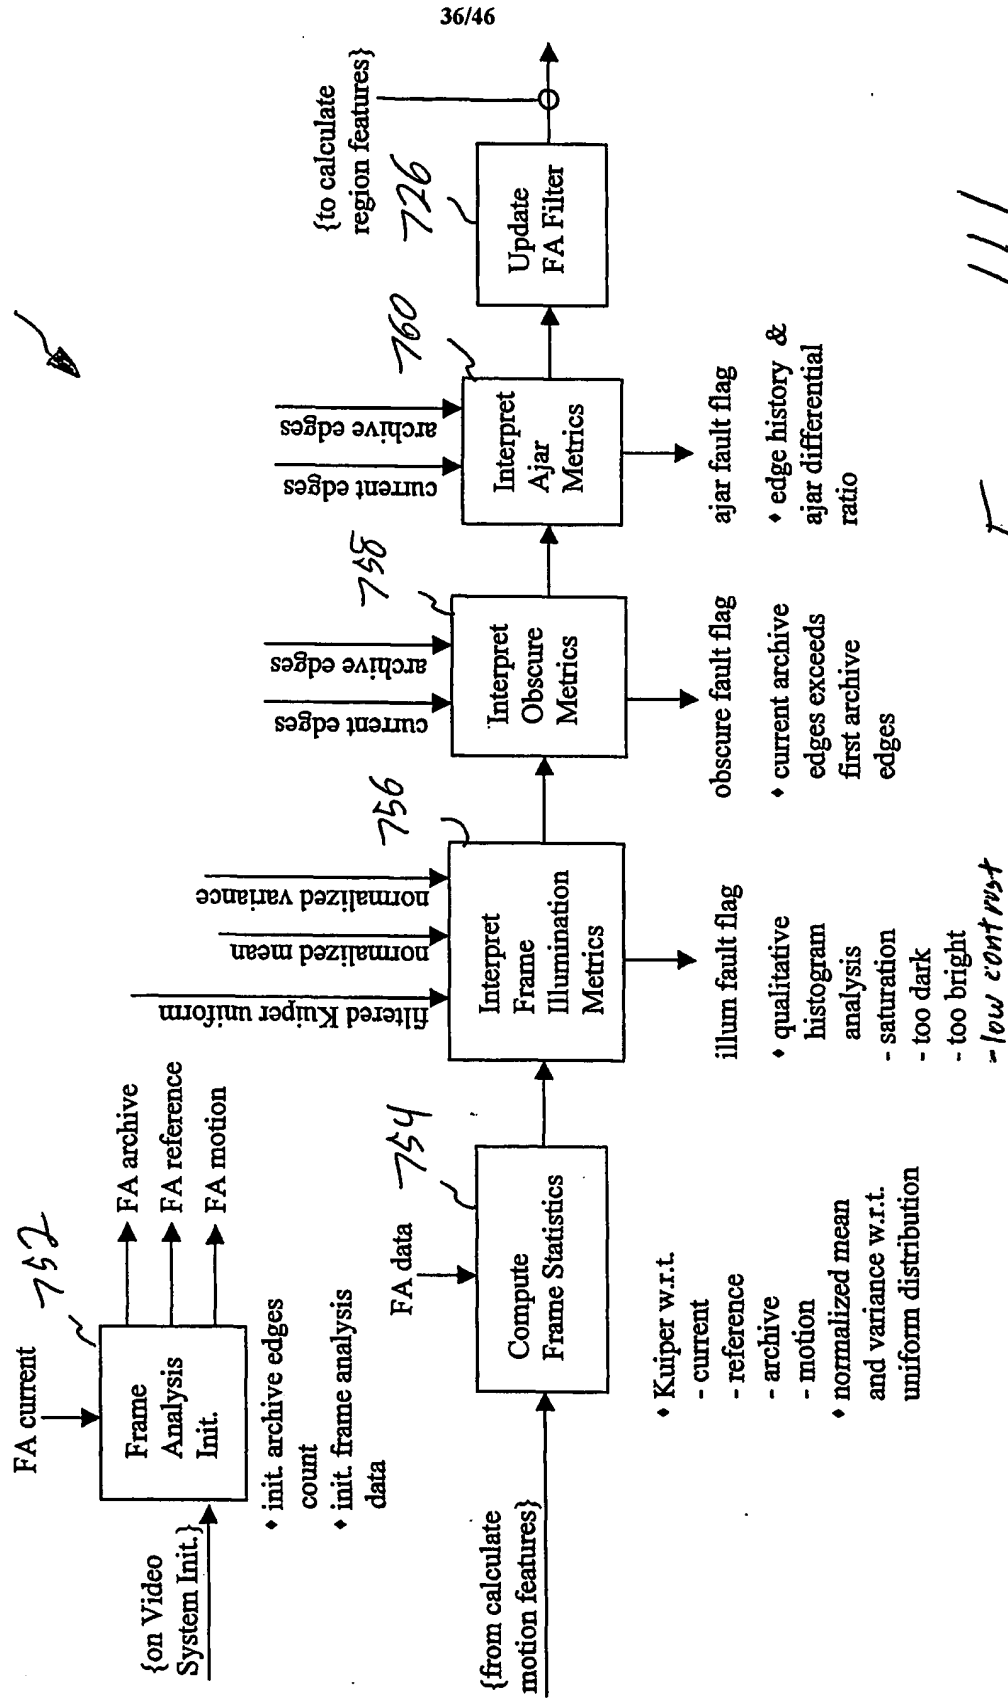 36/46
FA current
752
{on Video
System Init.}
Frame
Analysis
Init.
FA archive
FA reference
FA motion
♦ init. archive edges
count
♦ init. frame analysis
data
{from calculate
motion features}
FA data
754
Compute
Frame Statistics
♦ Kuiper w.r.t.
- current
- reference
- archive
- motion
♦ normalized mean
and variance w.r.t.
uniform distribution
filtered Kuiper uniform
normalized mean
normalized variance
756
Interpret
Frame
Illumination
Metrics
illum fault flag
♦ qualitative
histogram
analysis
- saturation
- too dark
- too bright
- low contrast
current edges
archive edges
758
Interpret
Obscure
Metrics
obscure fault flag
♦ current archive
edges exceeds
first archive
edges
current edges
archive edges
760
Interpret
Ajar
Metrics
ajar fault flag
♦ edge history &
ajar differential
ratio
726
Update
FA Filter
{to calculate
region features}